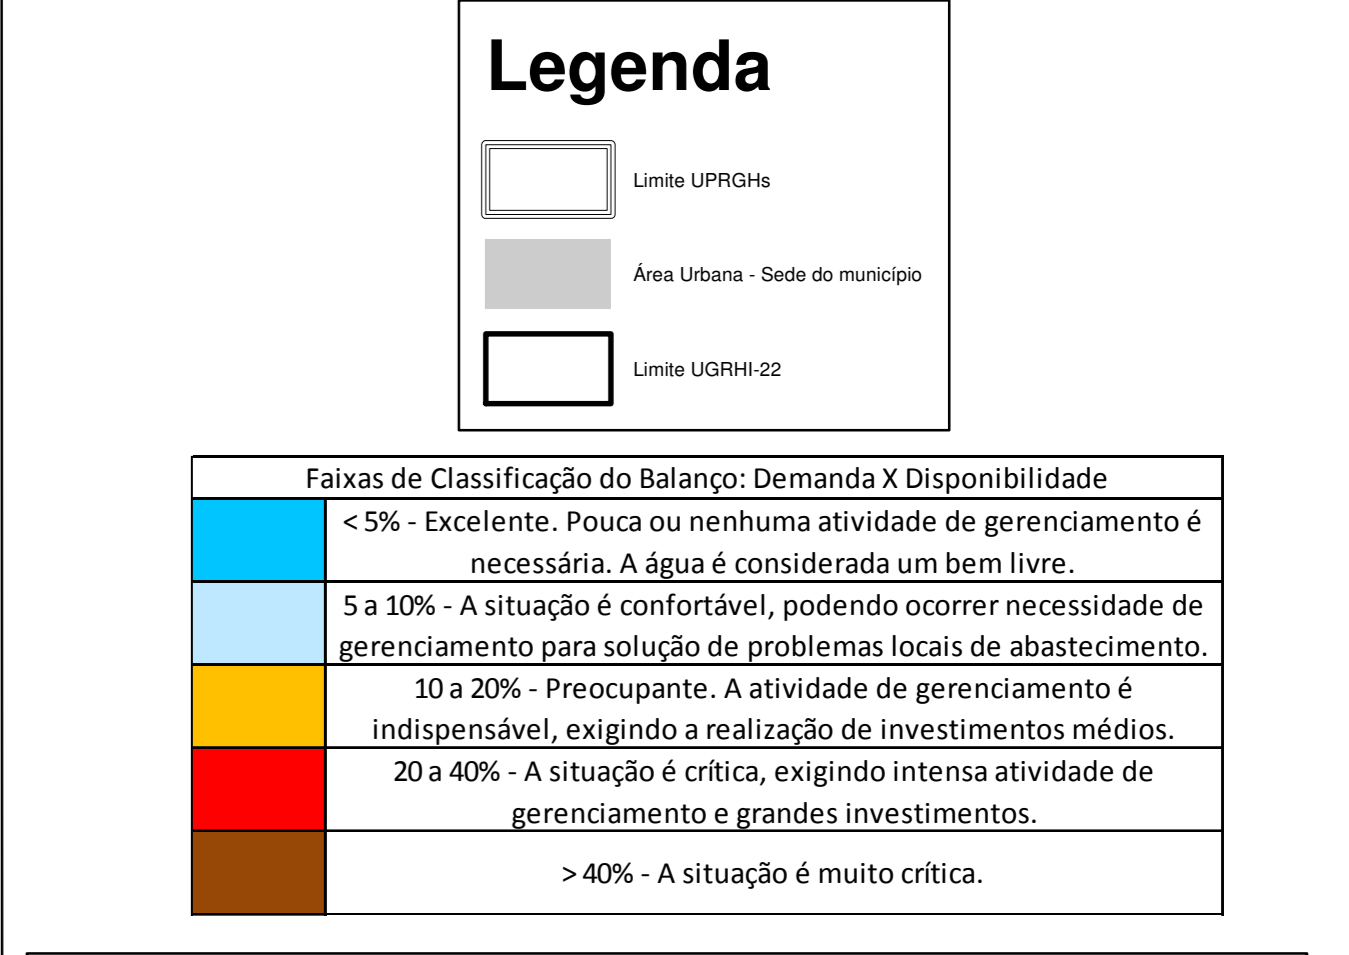 Legenda
Limite UPRGHs
Área Urbana - Sede do município
Limite UGRHI-22
Faixas de Classificação do Balanço: Demanda X Disponibilidade
< 5% - Excelente. Pouca ou nenhuma atividade de gerenciamento é
necessária. A água é considerada um bem livre.
5 a 10% - A situação é confortável, podendo ocorrer necessidade de
gerenciamento para solução de problemas locais de abastecimento.
10 a 20% - Preocupante. A atividade de gerenciamento é
indispensável, exigindo a realização de investimentos médios.
20 a 40% - A situação é crítica, exigindo intensa atividade de
gerenciamento e grandes investimentos.
> 40% - A situação é muito crítica.